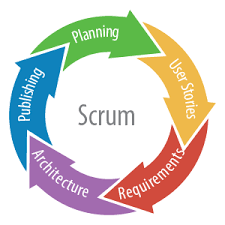 Planning
User Stories
Requirements
Architecture
Publishing
Scrum